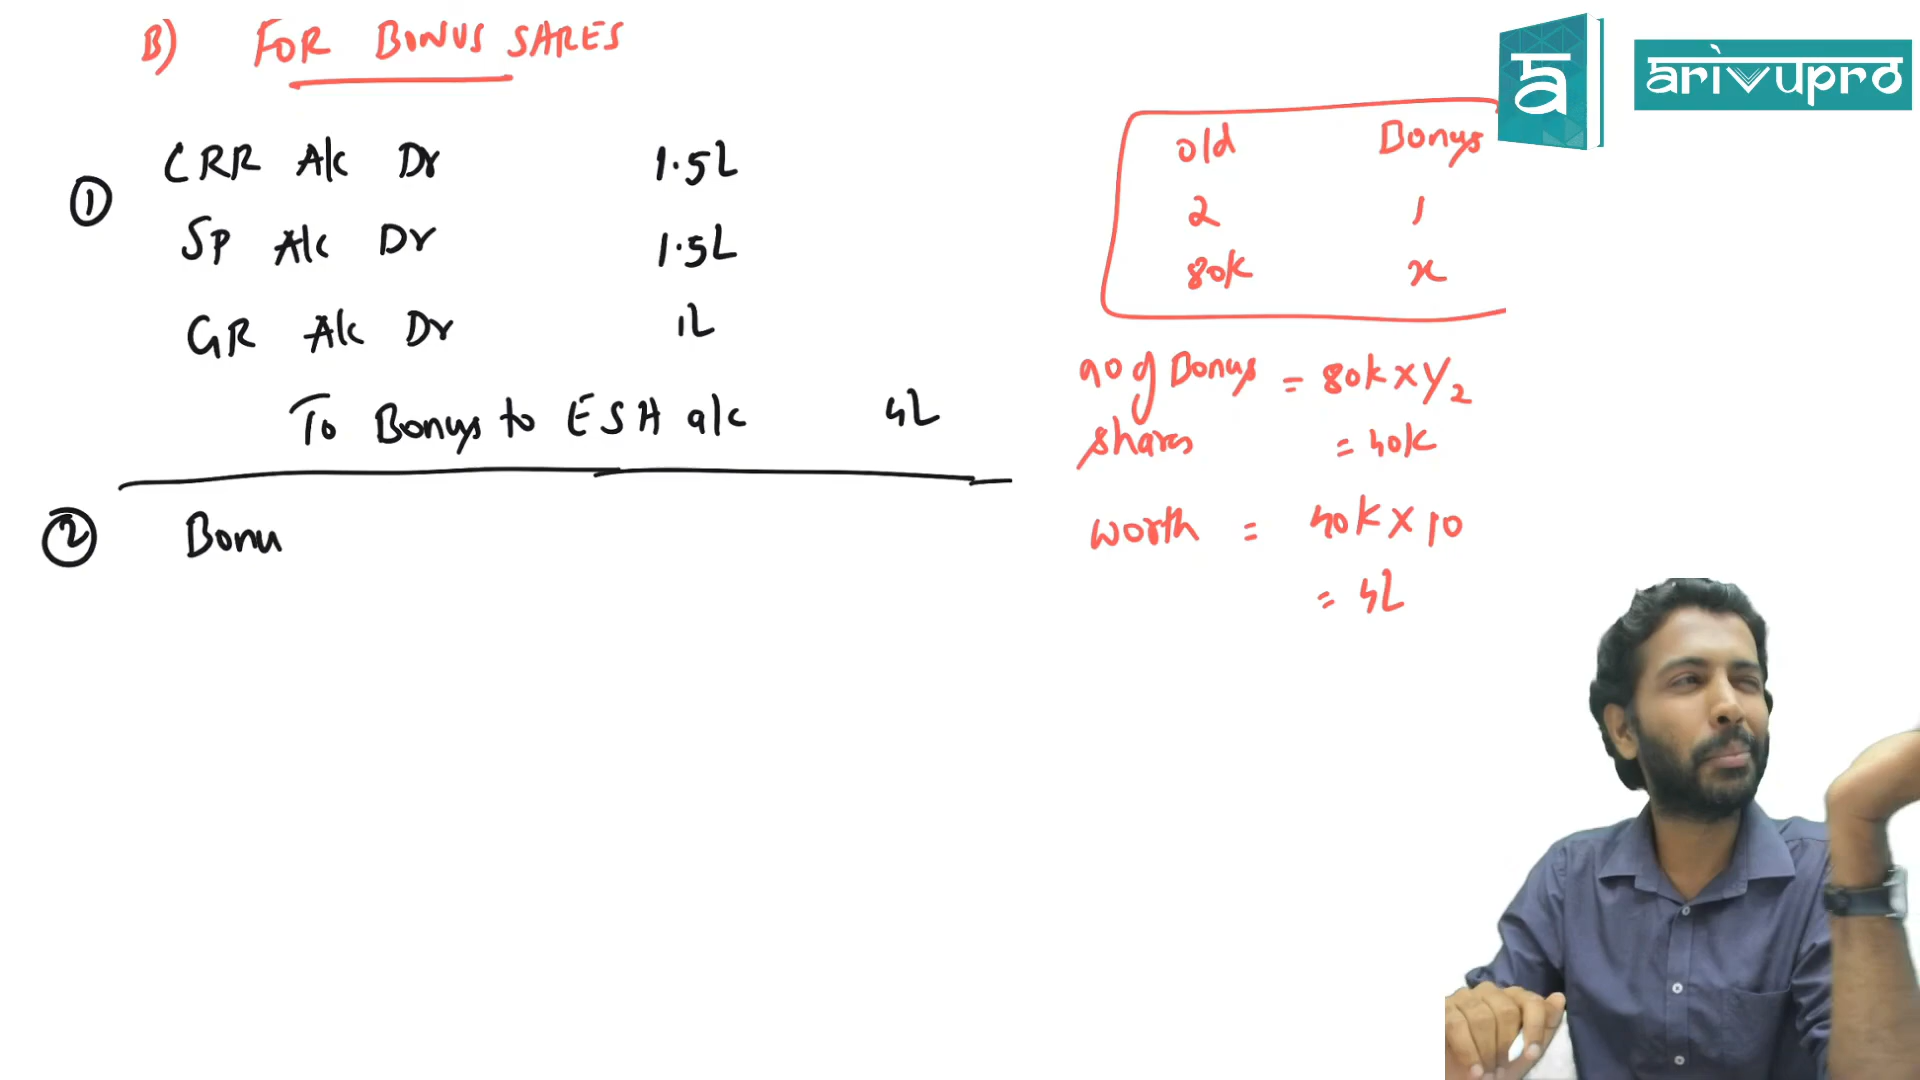 B) FOR BONUS SARES
① CRR A/c Dr 1.5L
SP A/c Dr 1.5L
GR A/c Dr 1L
To Bonus to ESH a/c 4L
② Bonu
old Bonus
2 1
80k x
no of Bonus = 80k x 1/2
shares = 40k
worth = 40k x 10
= 4L
ā arivupro